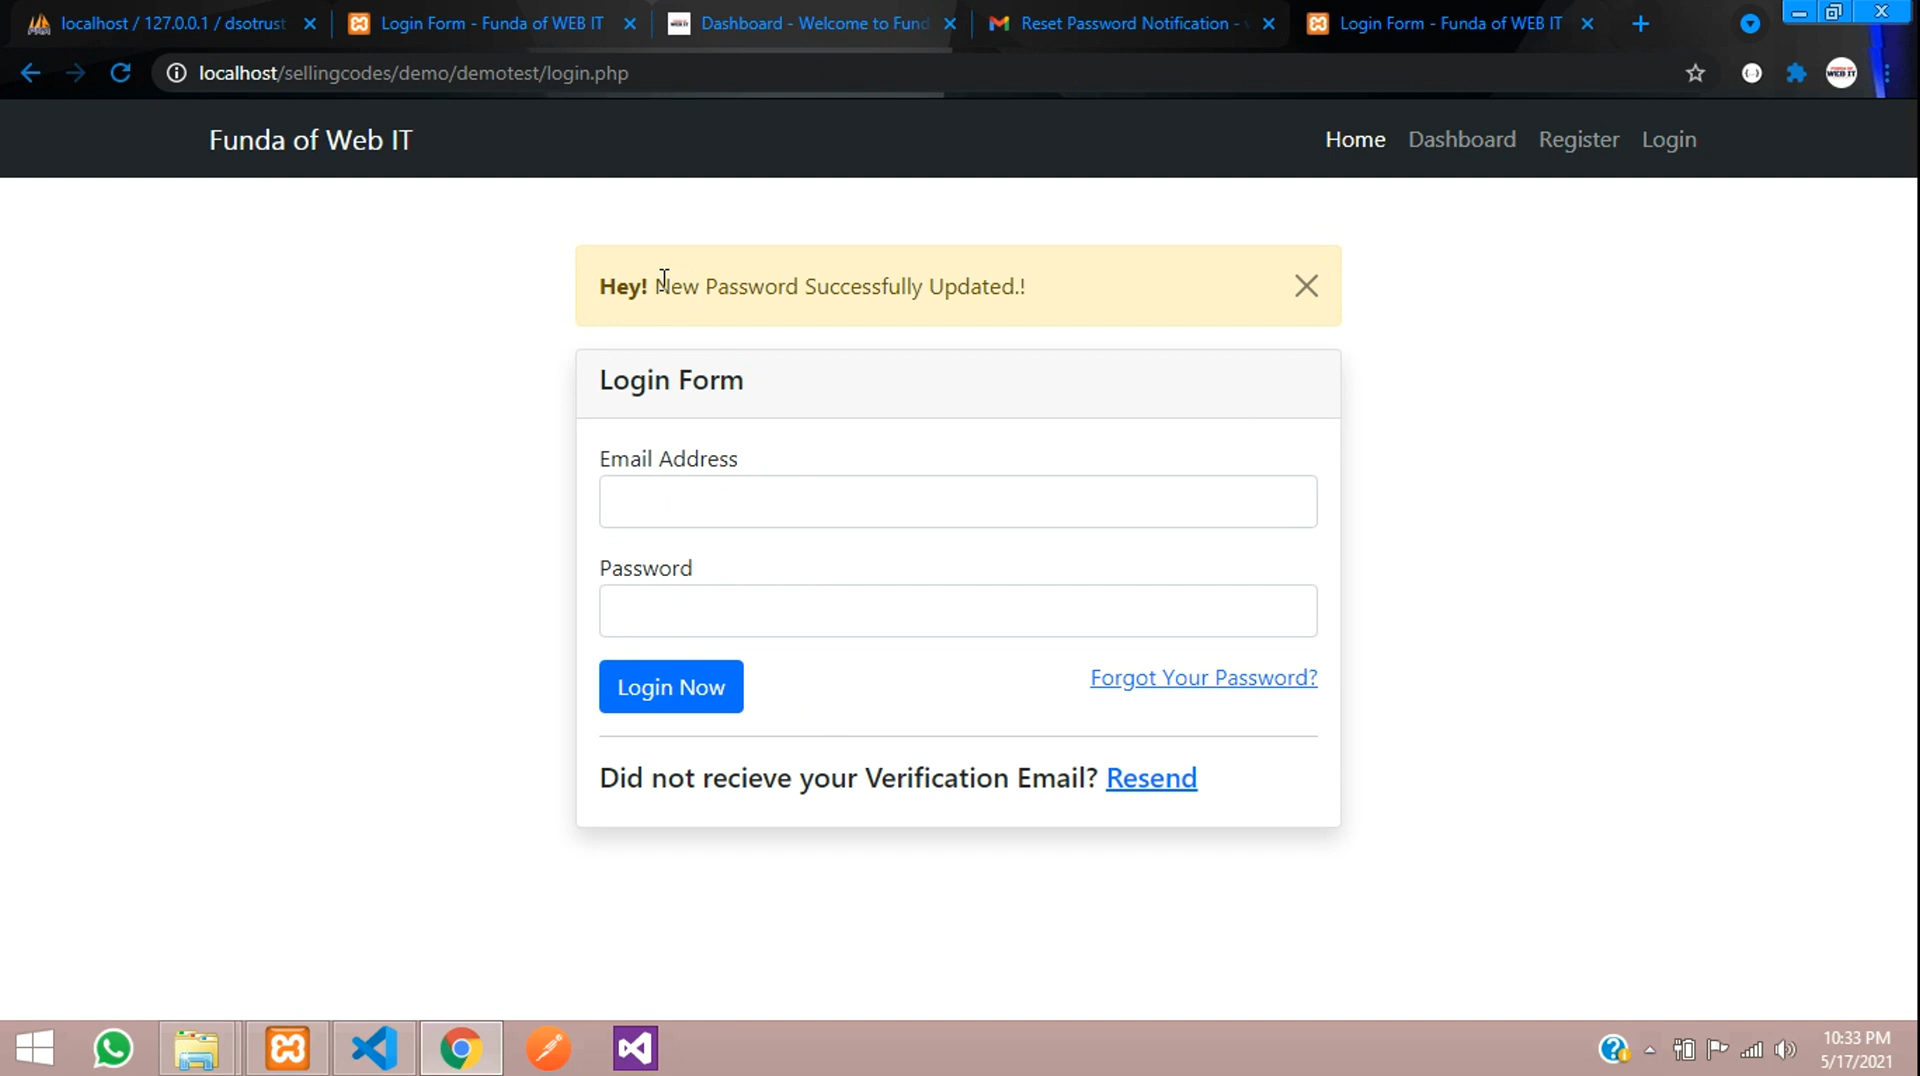 localhost / 127.0.0.1 / dsotrust
Login Form - Funda of WEB IT
Dashboard - Welcome to Fund
Reset Password Notification -
Login Form - Funda of WEB IT
localhost/sellingcodes/demo/demotest/login.php
Funda of Web IT
Home Dashboard Register Login
Hey! New Password Successfully Updated.!
Login Form
Email Address
Password
Login Now
Forgot Your Password?
Did not recieve your Verification Email? Resend
10:33 PM
5/17/2021